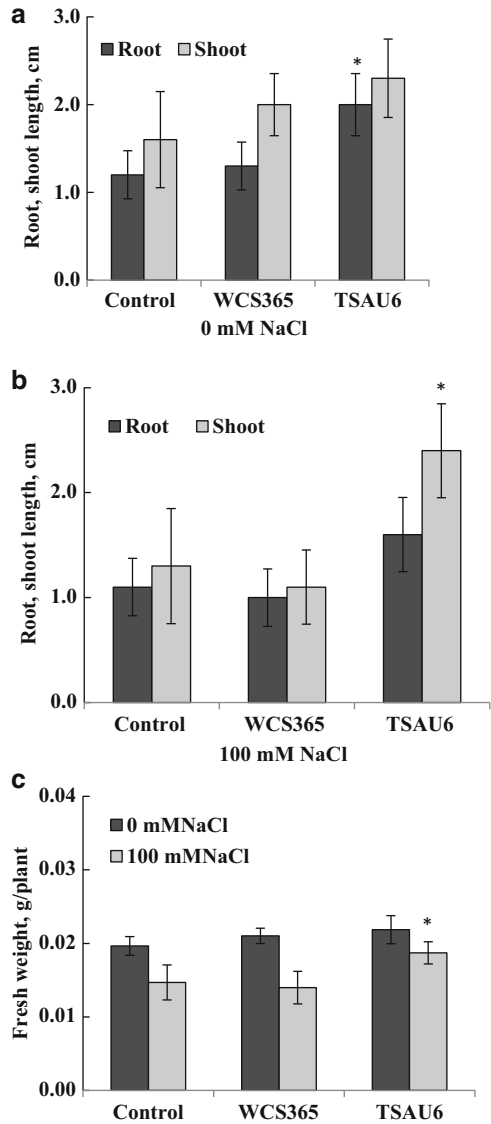 a
3.0
Root Shoot
*
2.0
1.0
0.0
Root, shoot length, cm
Control WCS365 TSAU6
0 mM NaCl
b
3.0
*
Root Shoot
2.0
1.0
0.0
Root, shoot length, cm
Control WCS365 TSAU6
100 mM NaCl
c
0.04
0 mMNaCl
100 mMNaCl
0.03
0.02
*
0.01
0.00
Fresh weight, g/plant
Control WCS365 TSAU6